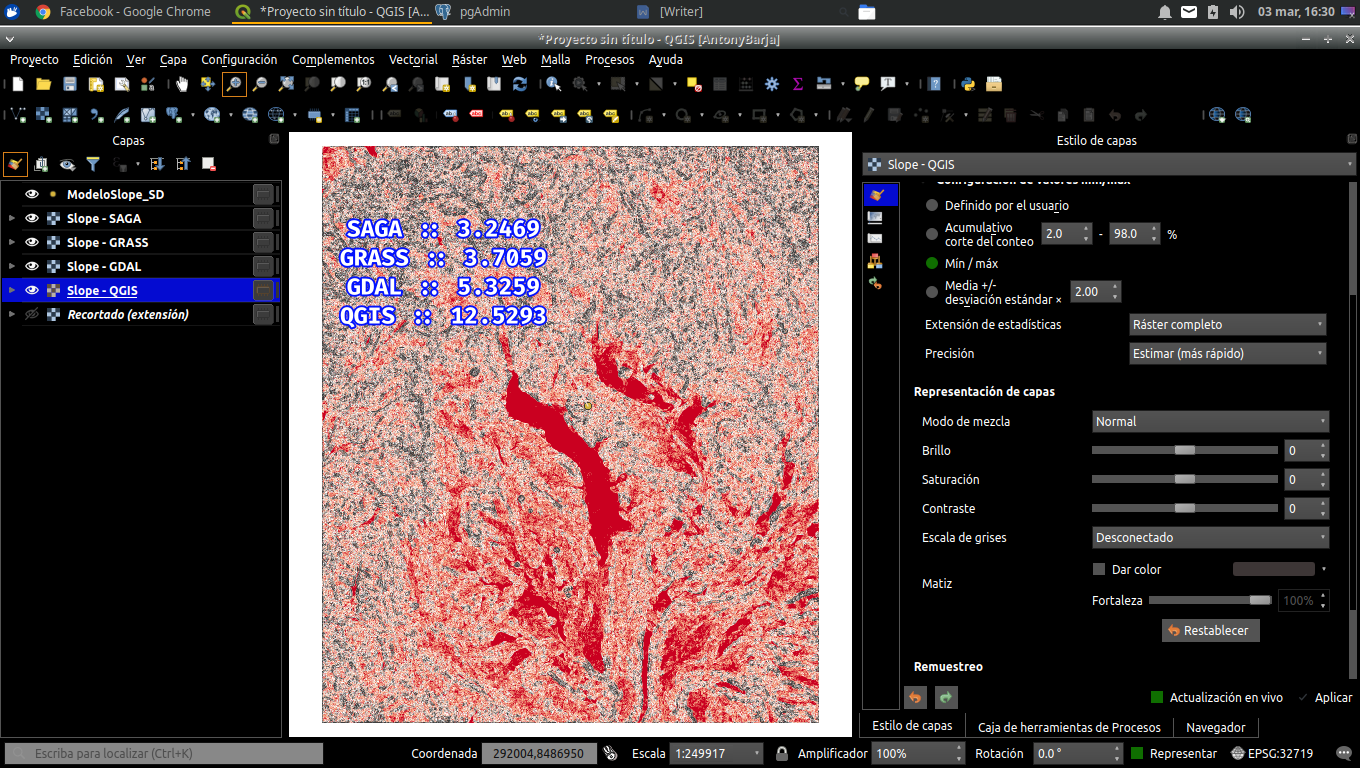 Facebook - Google Chrome
*Proyecto sin título - QGIS [A...
pgAdmin
[Writer]
03 mar, 16:30
*Proyecto sin título - QGIS [AntonyBarja]
Proyecto Edición Ver Capa Configuración Complementos Vectorial Ráster Web Malla Procesos Ayuda
Capas
ModeloSlope_SD
Slope - SAGA
Slope - GRASS
Slope - GDAL
Slope - QGIS
Recortado (extensión)
SAGA :: 3.2469
GRASS :: 3.7059
GDAL :: 5.3259
QGIS :: 12.5293
Estilo de capas
Slope - QGIS
Configuración de valores min/máx
Definido por el usuario
Acumulativo
corte del conteo
2.0 - 98.0 %
Mín / máx
Media +/-
desviación estándar ×
2.00
Extensión de estadísticas Ráster completo
Precisión Estimar (más rápido)
Representación de capas
Modo de mezcla Normal
Brillo 0
Saturación 0
Contraste 0
Escala de grises Desconectado
Matiz
Dar color
Fortaleza 100%
Restablecer
Remuestreo
Actualización en vivo Aplicar
Estilo de capas Caja de herramientas de Procesos Navegador
Escriba para localizar (Ctrl+K) Coordenada 292004,8486950 Escala 1:249917 Amplificador 100% Rotación 0.0 ° Representar EPSG:32719